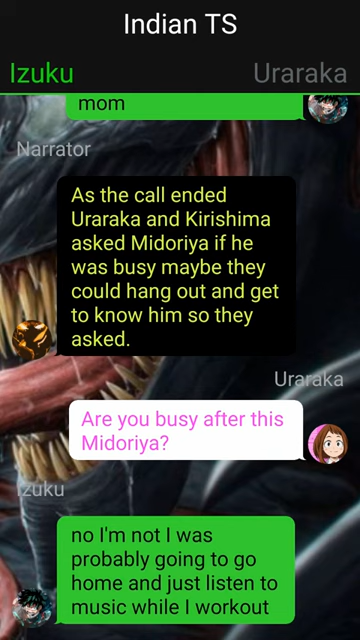 Indian TS
Izuku Uraraka
mom
Narrator
As the call ended
Uraraka and Kirishima
asked Midoriya if he
was busy maybe they
could hang out and get
to know him so they
asked.
Uraraka
Are you busy after this
Midoriya?
Izuku
no I'm not I was
probably going to go
home and just listen to
music while I workout